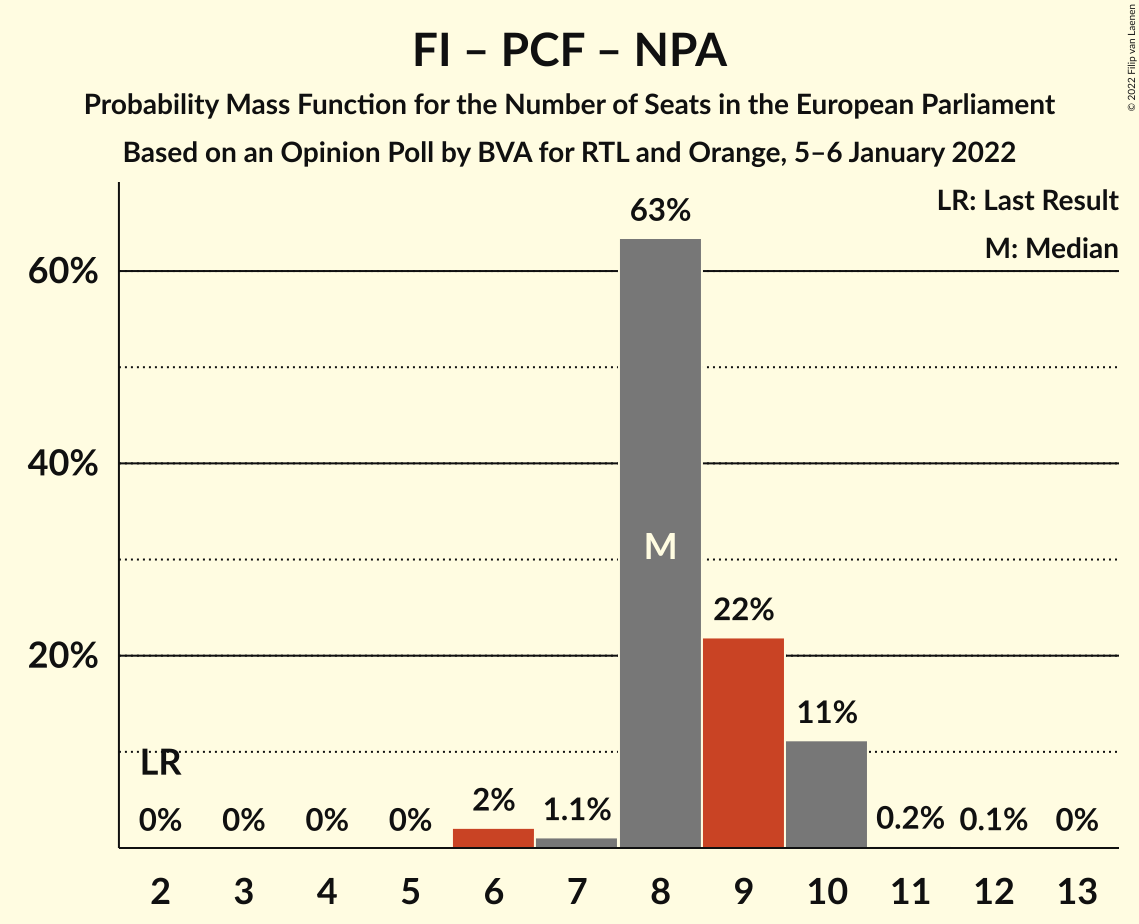 FI – PCF – NPA
Probability Mass Function for the Number of Seats in the European Parliament
Based on an Opinion Poll by BVA for RTL and Orange, 5–6 January 2022
© 2022 Filip van Laenen
LR: Last Result
M: Median
63%
60%
40%
M
22%
20%
11%
LR
0% 0% 0% 0% 2% 1.1% 0.2% 0.1% 0%
2 3 4 5 6 7 8 9 10 11 12 13